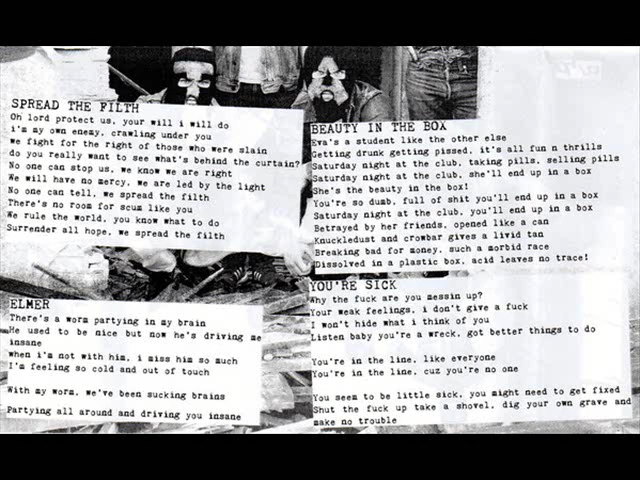 SPREAD THE FILTH
Oh lord protect us, your will i will do
i'm my own enemy, crawling under you
we fight for the right of those who were slain
do you really want to see what's behind the curtain?
No one can stop us, we know we are right
We will have no mercy, we are led by the light
No one can tell, we spread the filth
There's no room for scum like you
We rule the world, you know what to do
Surrender all hope, we spread the filth
ELMER
There's a worm partying in my brain
He used to be nice but now he's driving me
insane
when i'm not with him, i miss him so much
I'm feeling so cold and out of touch
With my worm, we've been sucking brains
Partying all around and driving you insane
BEAUTY IN THE BOX
Eva's a student like the other else
Getting drunk getting pissed, it's all fun n thrills
Saturday night at the club, taking pills, selling pills
Saturday night at the club, she'll end up in a box
She's the beauty in the box!
You're so dumb, full of shit you'll end up in a box
Saturday night at the club, you'll end up in a box
Betrayed by her friends, opened like a can
Knuckledust and crowbar gives a livid tan
Breaking bad for money, such a morbid race
Dissolved in a plastic box, acid leaves no trace!
YOU'RE SICK
Why the fuck are you messin up?
Your weak feelings, i don't give a fuck
I won't hide what i think of you
Listen baby you're a wreck, got better things to do
You're in the line, like everyone
You're in the line, cuz you're no one
You seem to be little sick, you might need to get fixed
Shut the fuck up take a shovel, dig your own grave and
make no trouble